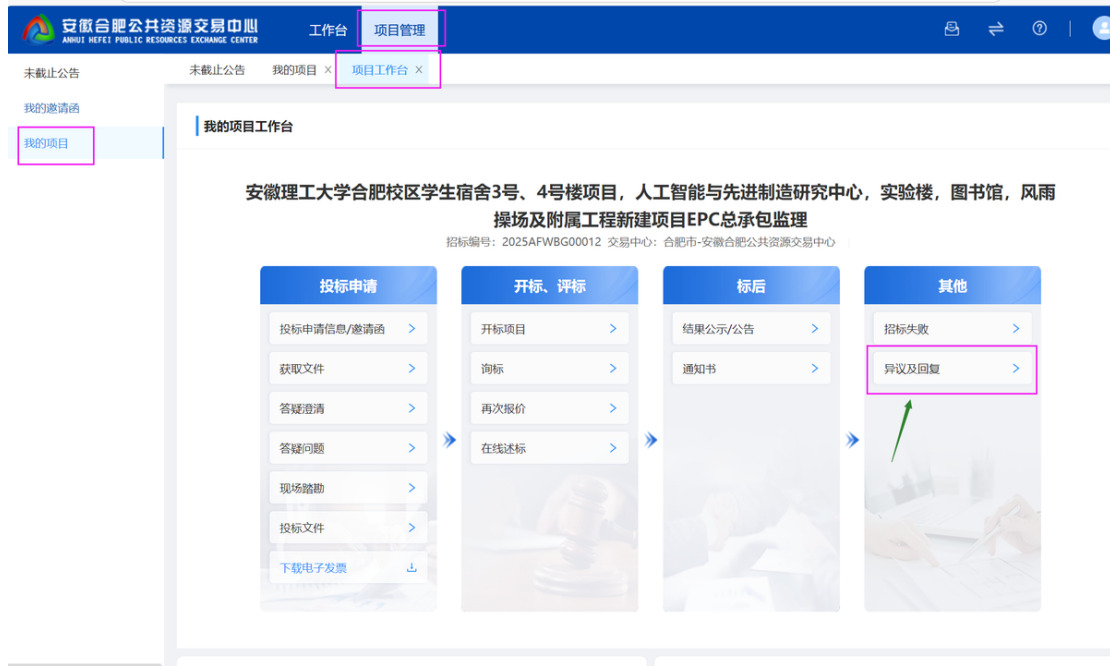 安徽合肥公共资源交易中心
ANHUI HEFEI PUBLIC RESOURCES EXCHANGE CENTER
工作台
项目管理
未截止公告
我的邀请函
我的项目
未截止公告
我的项目 ×
项目工作台 ×
我的项目工作台
安徽理工大学合肥校区学生宿舍3号、4号楼项目，人工智能与先进制造研究中心，实验楼，图书馆，风雨
操场及附属工程新建项目EPC总承包监理
招标编号：2025AFWBG00012 交易中心：合肥市-安徽合肥公共资源交易中心
投标申请
投标申请信息/邀请函
获取文件
答疑澄清
答疑问题
现场踏勘
投标文件
下载电子发票
开标、评标
开标项目
询标
再次报价
在线述标
标后
结果公示/公告
通知书
其他
招标失败
异议及回复